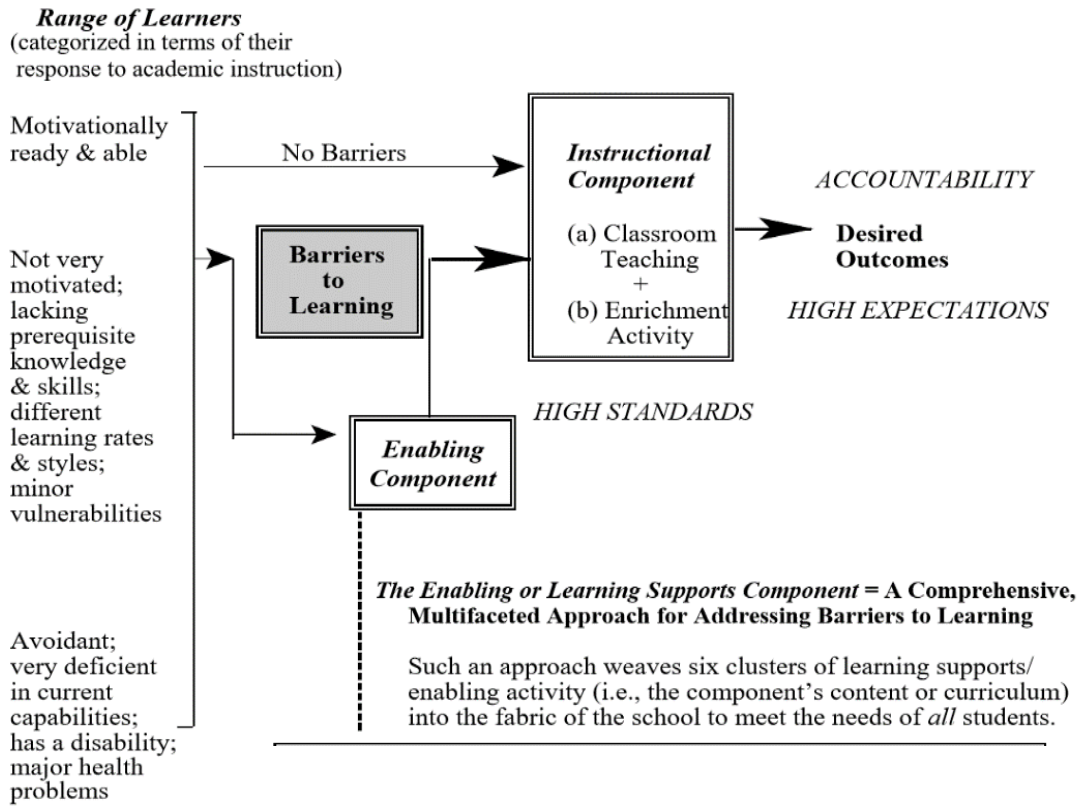 Range of Learners
(categorized in terms of their
response to academic instruction)
Motivationally
ready & able
No Barriers
Instructional
Component
(a) Classroom
Teaching
+
(b) Enrichment
Activity
ACCOUNTABILITY
Desired
Outcomes
HIGH EXPECTATIONS
Barriers
to
Learning
Not very
motivated;
lacking
prerequisite
knowledge
& skills;
different
learning rates
& styles;
minor
vulnerabilities
HIGH STANDARDS
Enabling
Component
The Enabling or Learning Supports Component = A Comprehensive,
Multifaceted Approach for Addressing Barriers to Learning
Such an approach weaves six clusters of learning supports/
enabling activity (i.e., the component's content or curriculum)
into the fabric of the school to meet the needs of all students.
Avoidant;
very deficient
in current
capabilities;
has a disability;
major health
problems